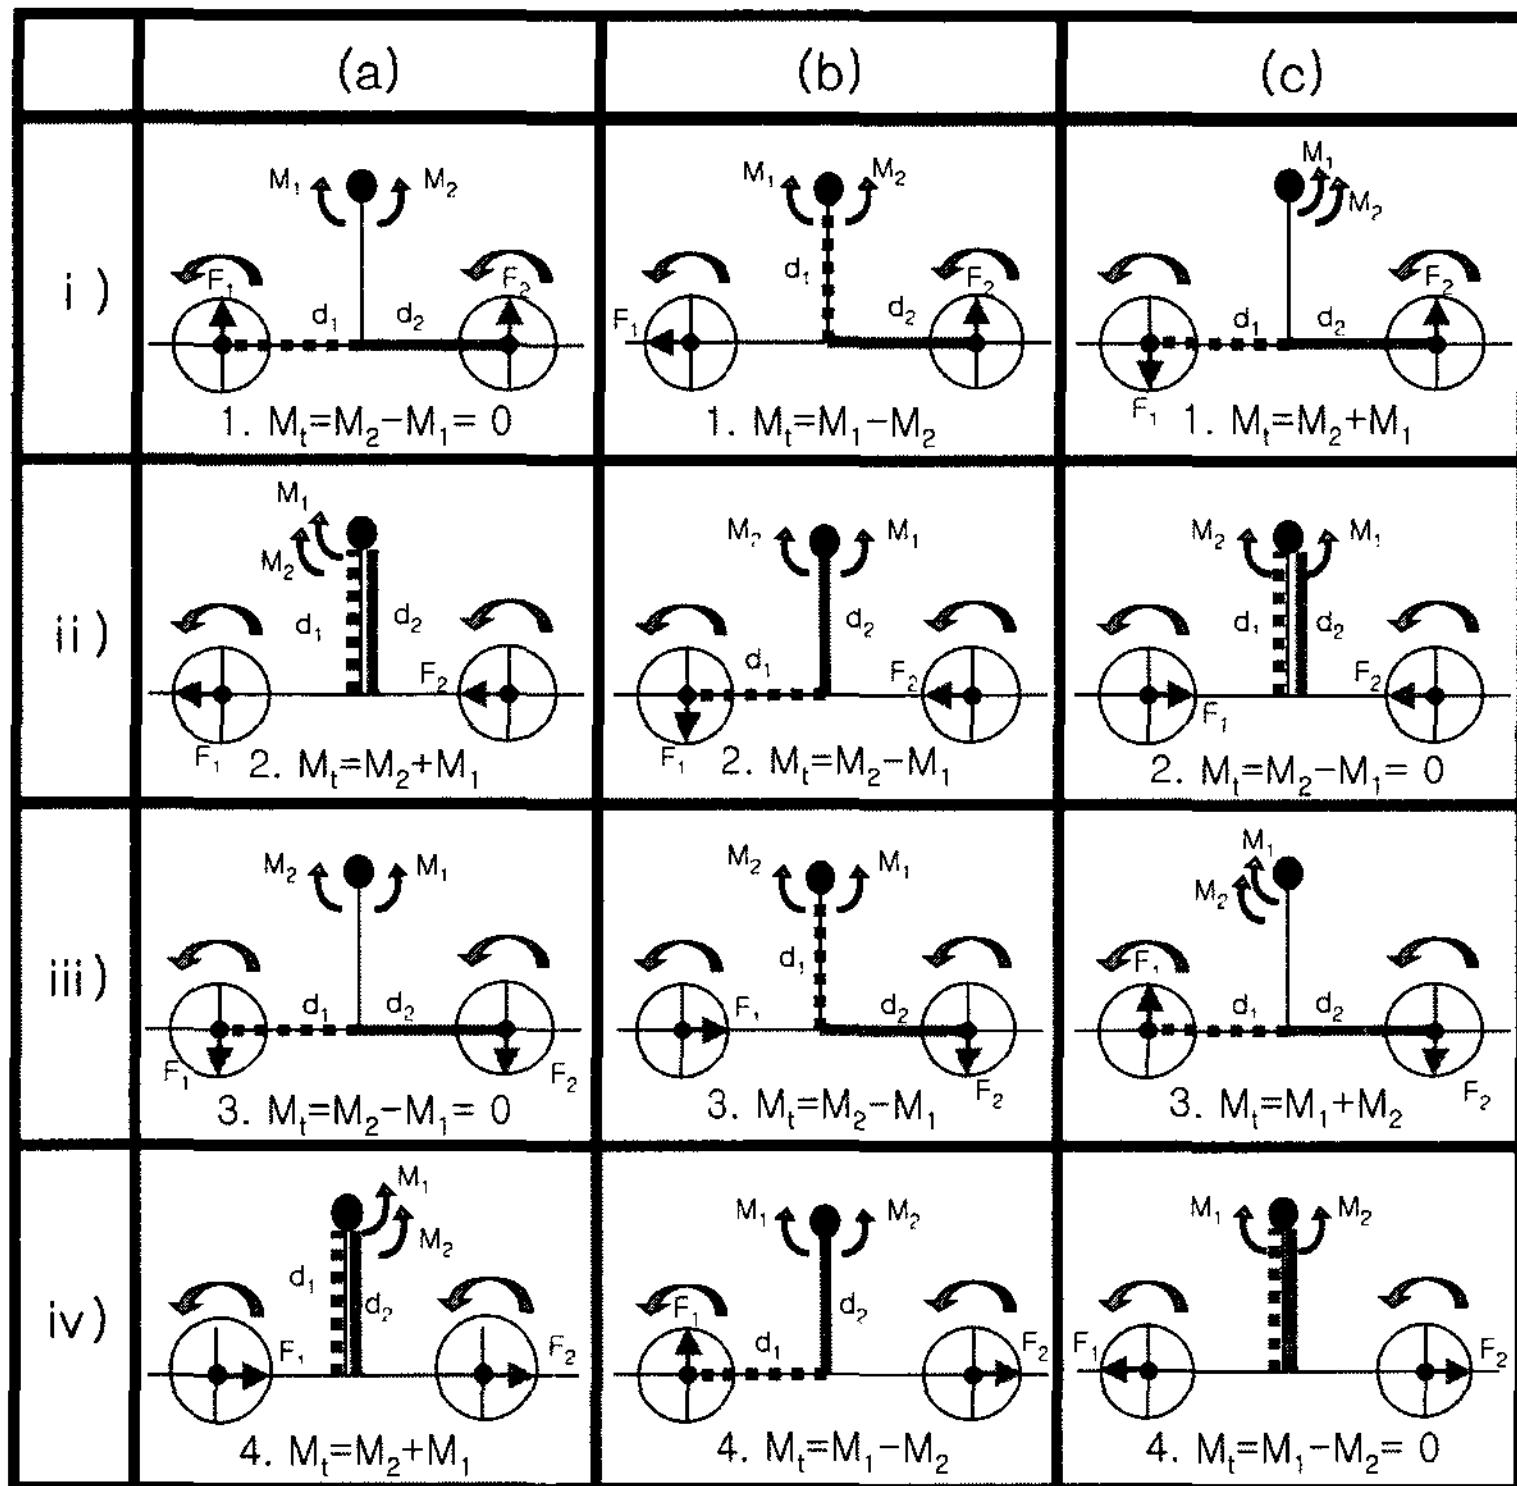 (a) (b) (c)
i)
M₁ M₂
F₁ F₂
d₁ d₂
1. Mₜ=M₂−M₁= 0
M₁ M₂
d₁
F₁ F₂
d₂
1. Mₜ=M₁−M₂
M₁
M₂
F₂
d₁ d₂
F₁
1. Mₜ=M₂+M₁
ii)
M₁
M₂
d₁ d₂
F₂
F₁
2. Mₜ=M₂+M₁
M₂ M₁
d₂
d₁
F₂
F₁
2. Mₜ=M₂−M₁
M₂ M₁
d₁ d₂
F₂
F₁
2. Mₜ=M₂−M₁= 0
iii)
M₂ M₁
d₁ d₂
F₁ F₂
3. Mₜ=M₂−M₁= 0
M₂ M₁
d₁
F₁ d₂
F₂
3. Mₜ=M₂−M₁
M₁
M₂
F₁
d₁ d₂
F₂
3. Mₜ=M₁+M₂
iv)
M₁
M₂
d₁
d₂
F₁ F₂
4. Mₜ=M₂+M₁
M₁ M₂
F₁ d₂
d₁ F₂
4. Mₜ=M₁−M₂
M₁ M₂
F₁ F₂
4. Mₜ=M₁−M₂= 0